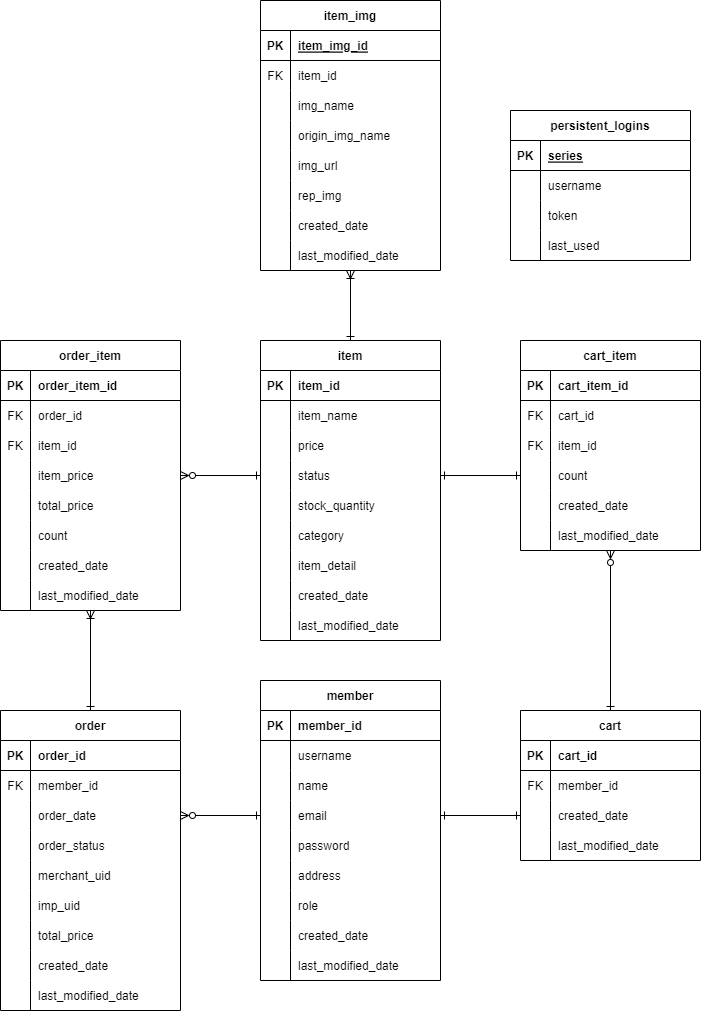 item_img
PK item_img_id
FK item_id
img_name
origin_img_name
img_url
rep_img
created_date
last_modified_date
persistent_logins
PK series
username
token
last_used
order_item
PK order_item_id
FK order_id
FK item_id
item_price
total_price
count
created_date
last_modified_date
item
PK item_id
item_name
price
status
stock_quantity
category
item_detail
created_date
last_modified_date
cart_item
PK cart_item_id
FK cart_id
FK item_id
count
created_date
last_modified_date
order
PK order_id
FK member_id
order_date
order_status
merchant_uid
imp_uid
total_price
created_date
last_modified_date
member
PK member_id
username
name
email
password
address
role
created_date
last_modified_date
cart
PK cart_id
FK member_id
created_date
last_modified_date